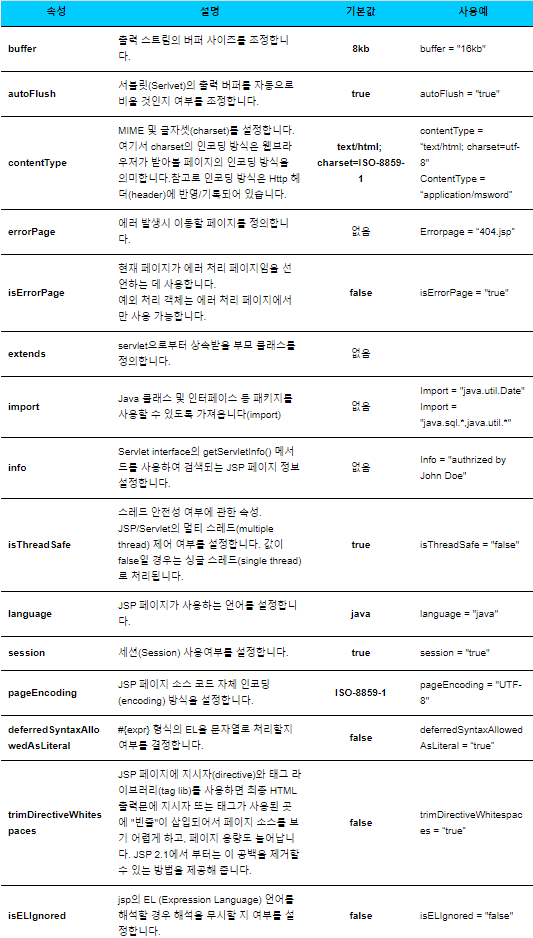 속성 설명 기본값 사용예
buffer
출력 스트림의 버퍼 사이즈를 조정합니
다.
8kb
buffer = "16kb"
autoFlush
서블릿(Serlvet)의 출력 버퍼를 자동으로
비울 것인지 여부를 조정합니다.
true
autoFlush = "true"
contentType
MIME 및 글자셋(charset)를 설정합니다.
여기서 charset의 인코딩 방식은 웹브라
우저가 받아볼 페이지의 인코딩 방식을
의미합니다.참고로 인코딩 방식은 Http 헤
더(header)에 반영/기록되어 있습니다.
text/html;
charset=ISO-8859-
1
contentType =
"text/html; charset=utf-
8"
ContentType =
"application/msword"
errorPage
에러 발생시 이동할 페이지를 정의합니
다.
없음
Errorpage = "404.jsp"
isErrorPage
현재 페이지가 에러 처리 페이지임을 선
언하는 데 사용합니다.
예외 처리 객체는 에러 처리 페이지에서
만 사용 가능합니다.
false
isErrorPage = "true"
extends
servlet으로부터 상속받을 부모 클래스를
정의합니다.
없음
import
Java 클래스 및 인터페이스 등 패키지를
사용할 수 있도록 가져옵니다(import)
없음
Import = "java.util.Date"
Import =
"java.sql.*,java.util.*"
info
Servlet interface의 getServletInfo() 메서
드를 사용하여 검색되는 JSP 페이지 정보
설정합니다.
없음
Info = "authrized by
John Doe"
isThreadSafe
스레드 안전성 여부에 관한 속성.
JSP/Servlet의 멀티 스레드(multiple
thread) 제어 여부를 설정합니다. 값이
false일 경우는 싱글 스레드(single thread)
로 처리됩니다.
true
isThreadSafe = "false"
language
JSP 페이지가 사용하는 언어를 설정합니
다.
java
language = "java"
session
세션(Session) 사용여부를 설정합니다.
true
session = "true"
pageEncoding
JSP 페이지 소스 코드 자체 인코딩
(encoding) 방식을 설정합니다.
ISO-8859-1
pageEncoding = "UTF-
8"
deferredSyntaxAllo
wedAsLiteral
#{expr} 형식의 EL을 문자열로 처리할지
여부를 결정합니다.
false
deferredSyntaxAllowed
AsLiteral = "true"
trimDirectiveWhites
paces
JSP 페이지에 지시자(directive)와 태그 라
이브러리(tag lib)를 사용하면 최종 HTML
출력문에 지시자 또는 태그가 사용된 곳
에 "빈줄"이 삽입되어서 페이지 소스를 보
기 어렵게 하고, 페이지 용량도 늘어납니
다. JSP 2.1에서 부터는 이 공백을 제거할
수 있는 방법을 제공해 줍니다.
false
trimDirectiveWhitespac
es = "true"
isELIgnored
jsp의 EL (Expression Language) 언어를
해석할 경우 해석을 무시할 지 여부를 설
정합니다.
false
isELIgnored = "false"